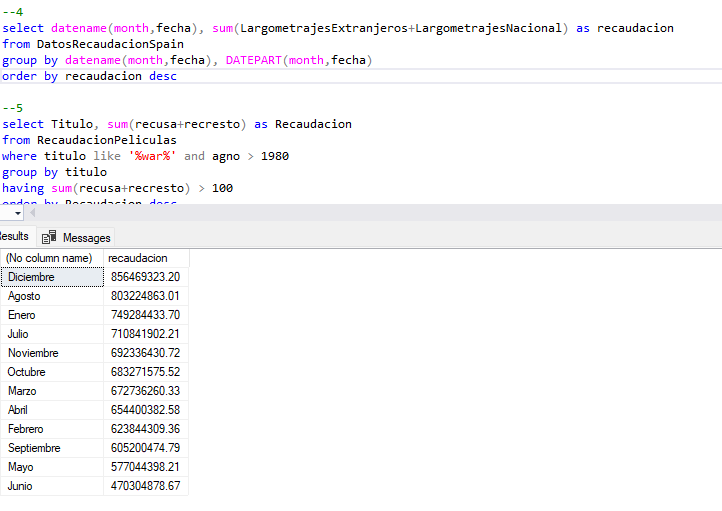 --4
select datename(month,fecha), sum(LargometrajesExtranjeros+LargometrajesNacional) as recaudacion
from DatosRecaudacionSpain
group by datename(month,fecha), DATEPART(month,fecha)
order by recaudacion desc
--5
select Titulo, sum(recusa+recresto) as Recaudacion
from RecaudacionPeliculas
where titulo like '%war%' and agno > 1980
group by titulo
having sum(recusa+recresto) > 100
order by Recaudacion desc
Results Messages
(No column name) recaudacion
Diciembre 856469323.20
Agosto 803224863.01
Enero 749284433.70
Julio 710841902.21
Noviembre 692336430.72
Octubre 683271575.52
Marzo 672736260.33
Abril 654400382.58
Febrero 623844309.36
Septiembre 605200474.79
Mayo 577044398.21
Junio 470304878.67